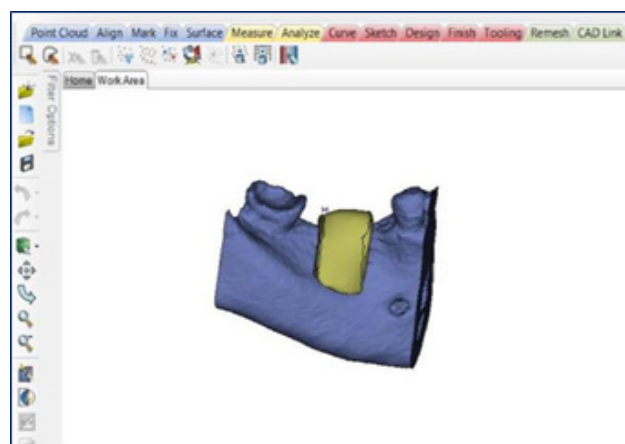 Point Cloud Align Mark Fix Surface Measure Analyze Curve Sketch Design Finish Tooling Remesh CAD Link
Home Work Area
Filter Options